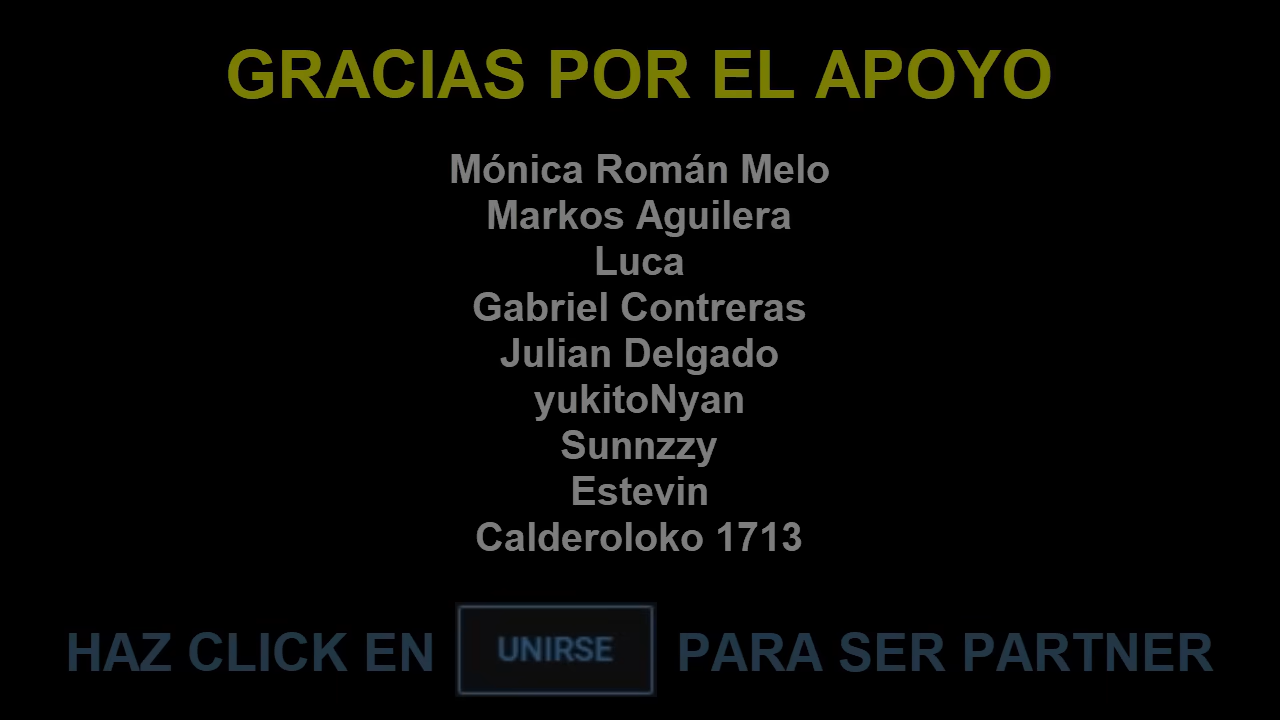 GRACIAS POR EL APOYO
Mónica Román Melo
Markos Aguilera
Luca
Gabriel Contreras
Julian Delgado
yukitoNyan
Sunnzzy
Estevin
Calderoloko 1713
HAZ CLICK EN UNIRSE PARA SER PARTNER